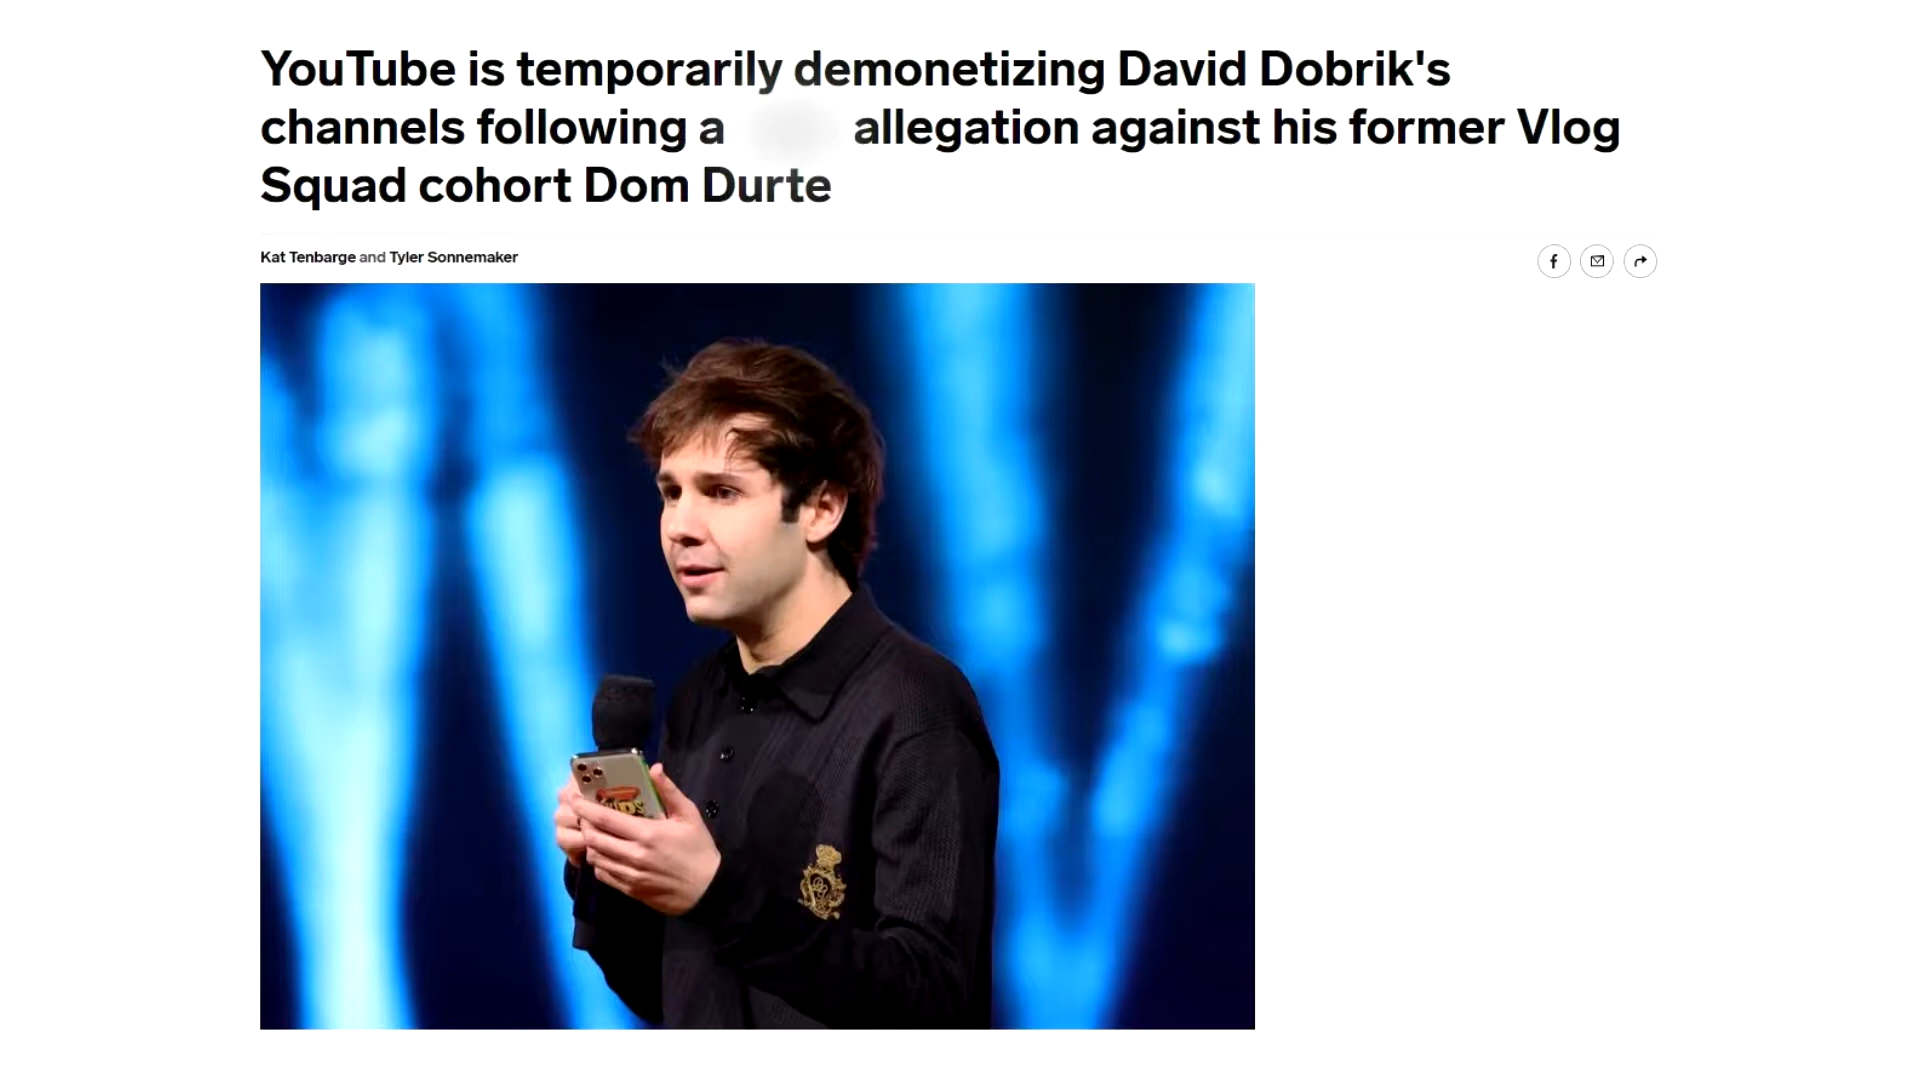 YouTube is temporarily demonetizing David Dobrik's
channels following a allegation against his former Vlog
Squad cohort Dom Durte
Kat Tenbarge and Tyler Sonnemaker